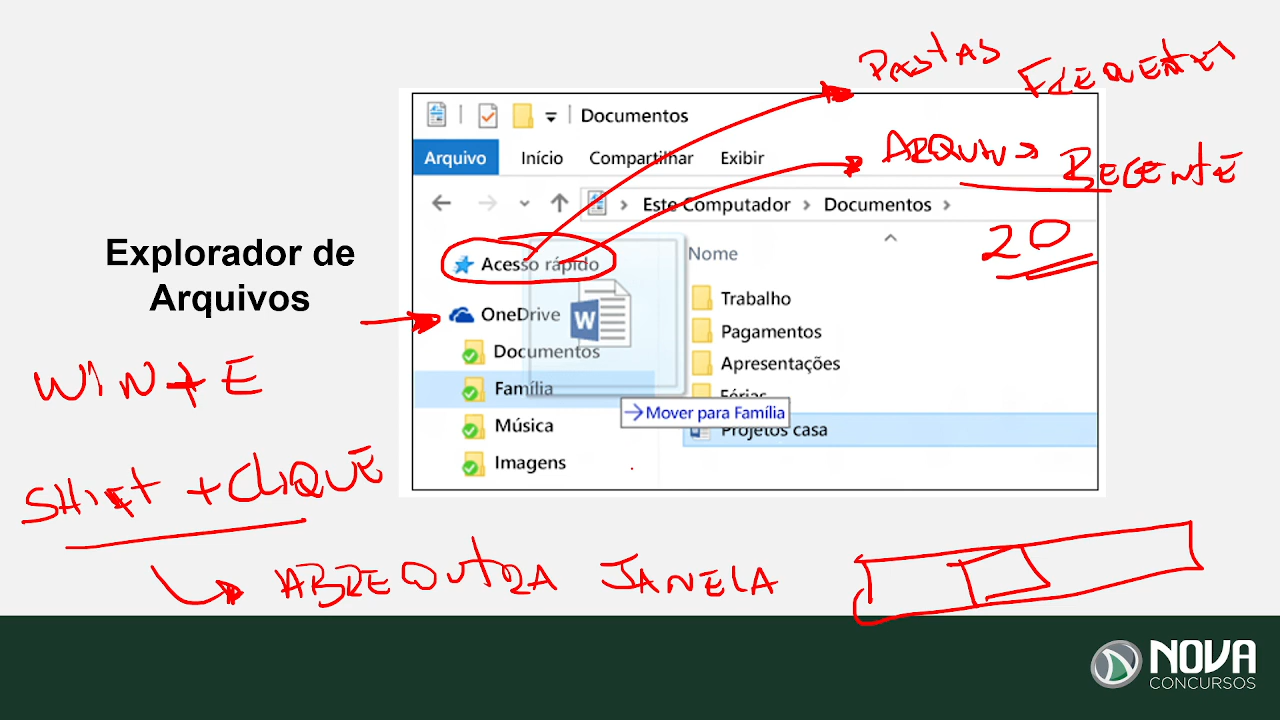 PASTAS FREQUENTES
Documentos
Arquivo Início Compartilhar Exibir
ARQUIVOS RECENTE
Este Computador > Documentos >
20
Explorador de
Arquivos
Acesso rápido
OneDrive
Documentos
Família
Música
Imagens
Nome
Trabalho
Pagamentos
Apresentações
Férias
Mover para Família
Projetos casa
WIN+E
SHIFT + CLIQUE
ABRE OUTRA JANELA
NOVA
CONCURSOS